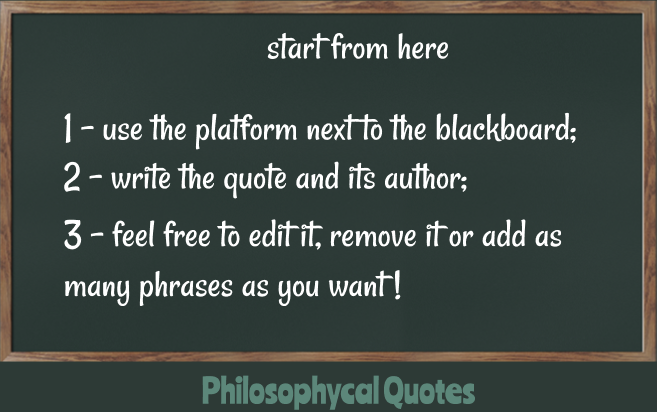 start from here
1 - use the platform next to the blackboard;
2 - write the quote and its author;
3 - feel free to edit it, remove it or add as
many phrases as you want!
Philosophycal Quotes